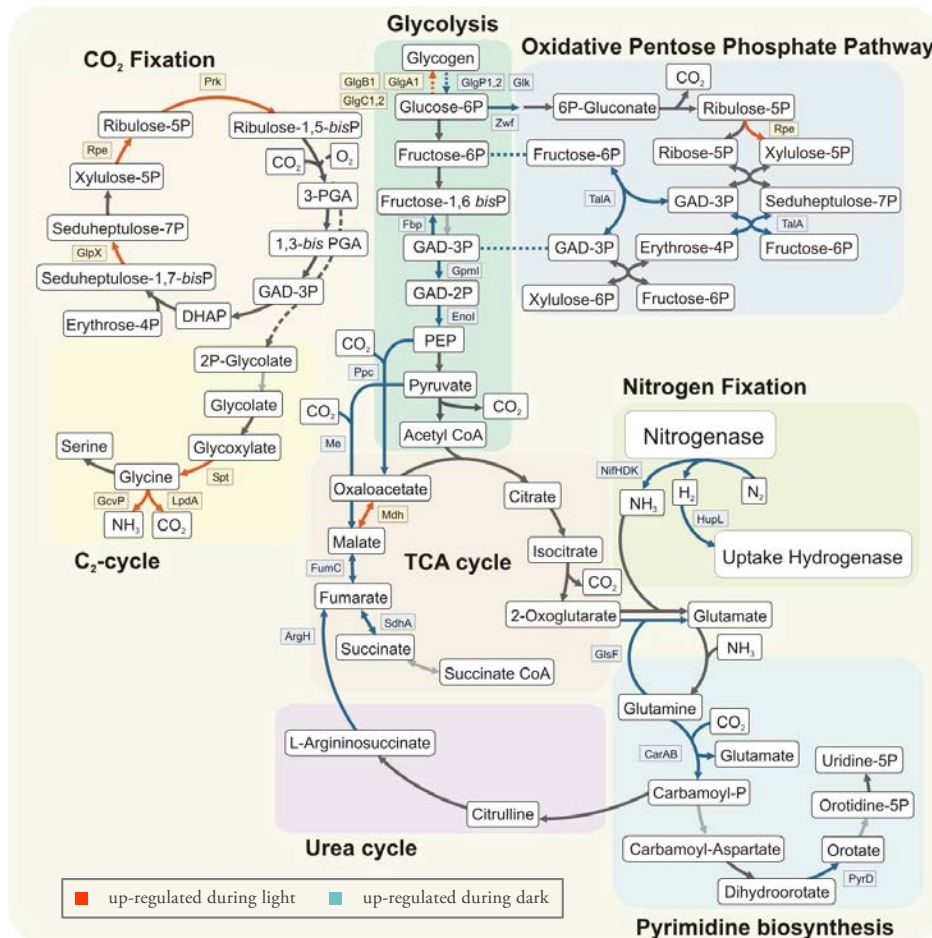 Glycolysis
CO2 Fixation
Oxidative Pentose Phosphate Pathway
Prk
Ribulose-5P
Ribulose-1,5-bisP
Rpe
CO2
O2
Xylulose-5P
3-PGA
Seduheptulose-7P
1,3-bis PGA
GlpX
Seduheptulose-1,7-bisP
GAD-3P
Erythrose-4P
DHAP
Glycogen
GlgB1
GlgA1
GlgP1,2
Glk
GlgC1,2
Glucose-6P
Zwf
Fructose-6P
Fructose-1,6 bisP
Fbp
GAD-3P
GpmI
GAD-2P
EnoI
PEP
CO2
Ppc
Pyruvate
CO2
CO2
Me
Acetyl CoA
CO2
6P-Gluconate
Ribulose-5P
Rpe
Fructose-6P
Ribose-5P
Xylulose-5P
TalA
GAD-3P
Seduheptulose-7P
TalA
GAD-3P
Erythrose-4P
Fructose-6P
Xylulose-6P
Fructose-6P
2P-Glycolate
Glycolate
Serine
Glycoxylate
Glycine
Spt
GcvP
LpdA
NH3
CO2
C2-cycle
Nitrogen Fixation
Nitrogenase
NifHDK
NH3
H2
N2
HupL
Uptake Hydrogenase
Oxaloacetate
Citrate
Mdh
Malate
TCA cycle
Isocitrate
FumC
CO2
Fumarate
2-Oxoglutarate
Glutamate
SdhA
ArgH
Succinate
GlsF
NH3
Succinate CoA
Glutamine
CO2
L-Argininosuccinate
CarAB
Glutamate
Uridine-5P
Carbamoyl-P
Orotidine-5P
Citrulline
Urea cycle
Carbamoyl-Aspartate
Orotate
PyrD
Dihydroorotate
Pyrimidine biosynthesis
up-regulated during light
up-regulated during dark